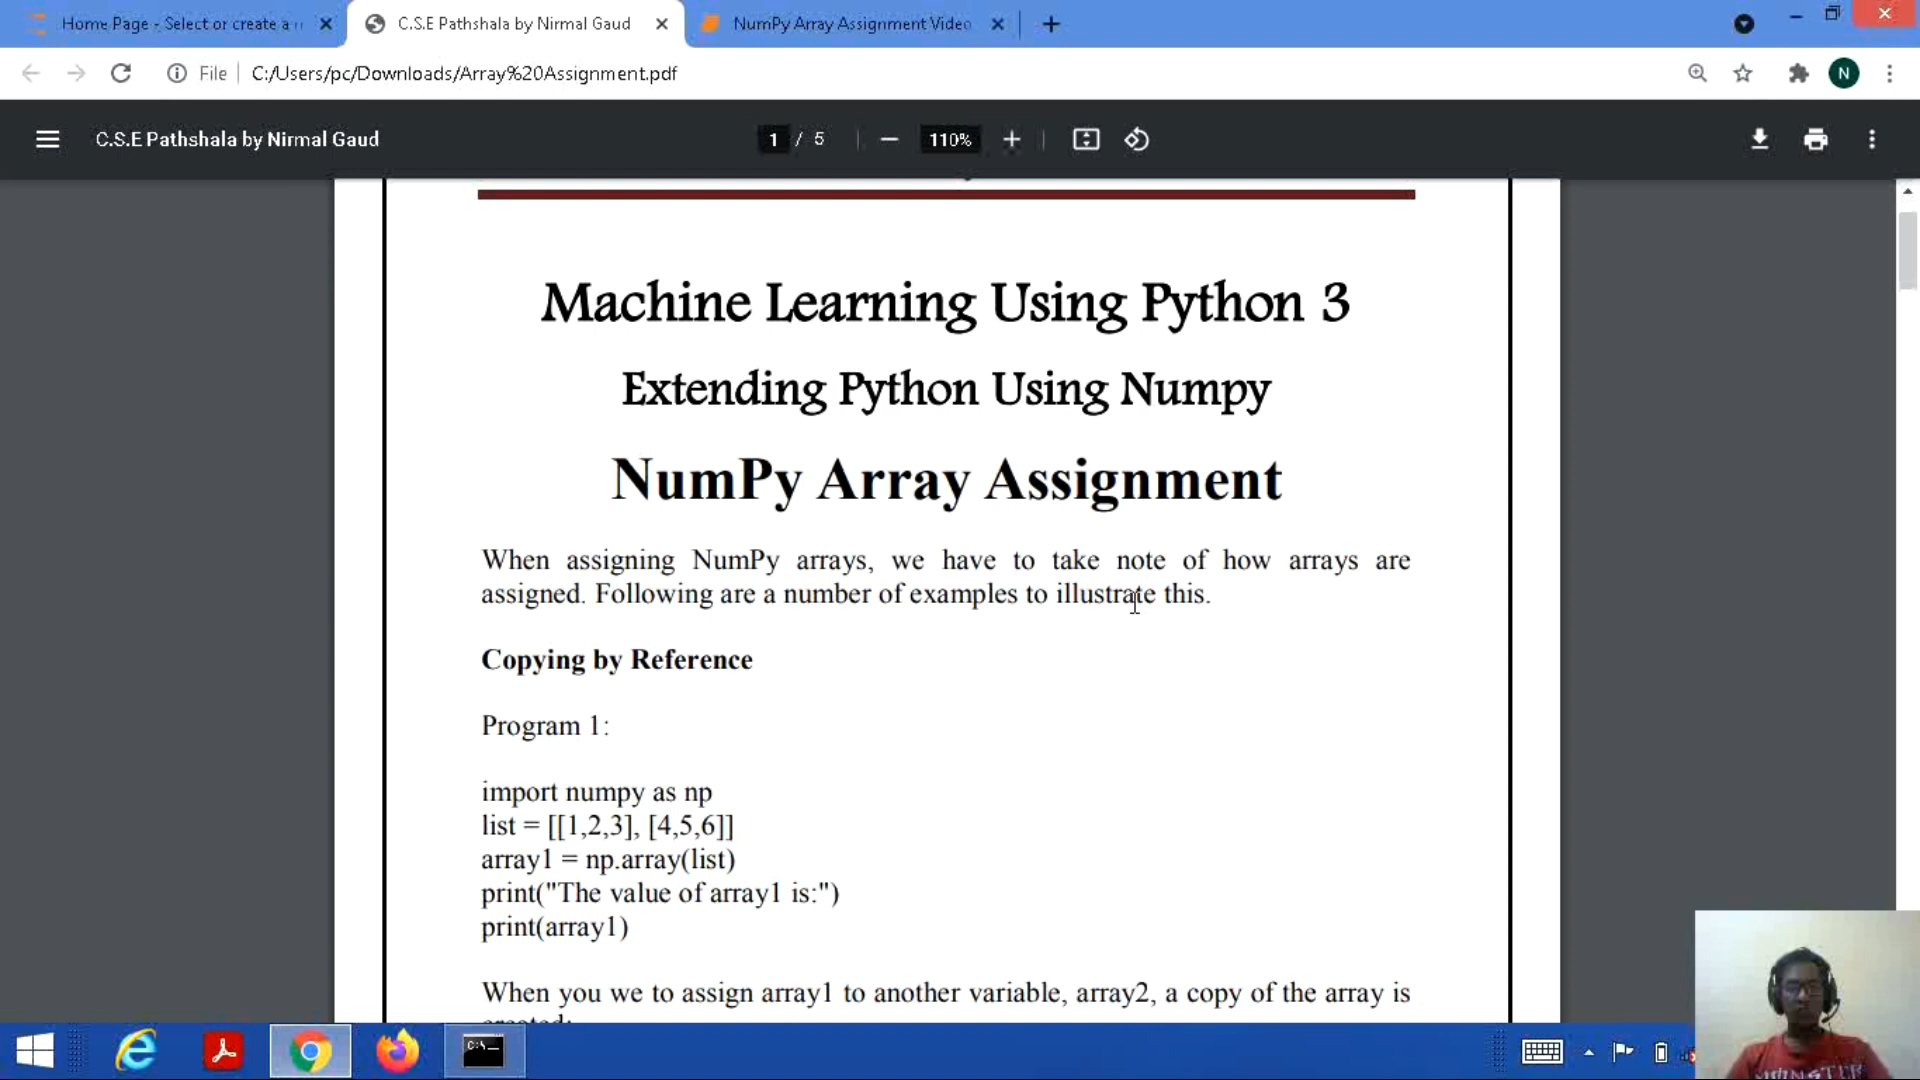 Home Page - Select or create a n
C.S.E Pathshala by Nirmal Gaud
NumPy Array Assignment Video
File
C:/Users/pc/Downloads/Array%20Assignment.pdf
N
C.S.E Pathshala by Nirmal Gaud
1 / 5
110%
Machine Learning Using Python 3
Extending Python Using Numpy
NumPy Array Assignment
When assigning NumPy arrays, we have to take note of how arrays are
assigned. Following are a number of examples to illustrate this.
Copying by Reference
Program 1:
import numpy as np
list = [[1,2,3], [4,5,6]]
array1 = np.array(list)
print("The value of array1 is:")
print(array1)
When you we to assign array1 to another variable, array2, a copy of the array is
created:
C:\
MONSTER